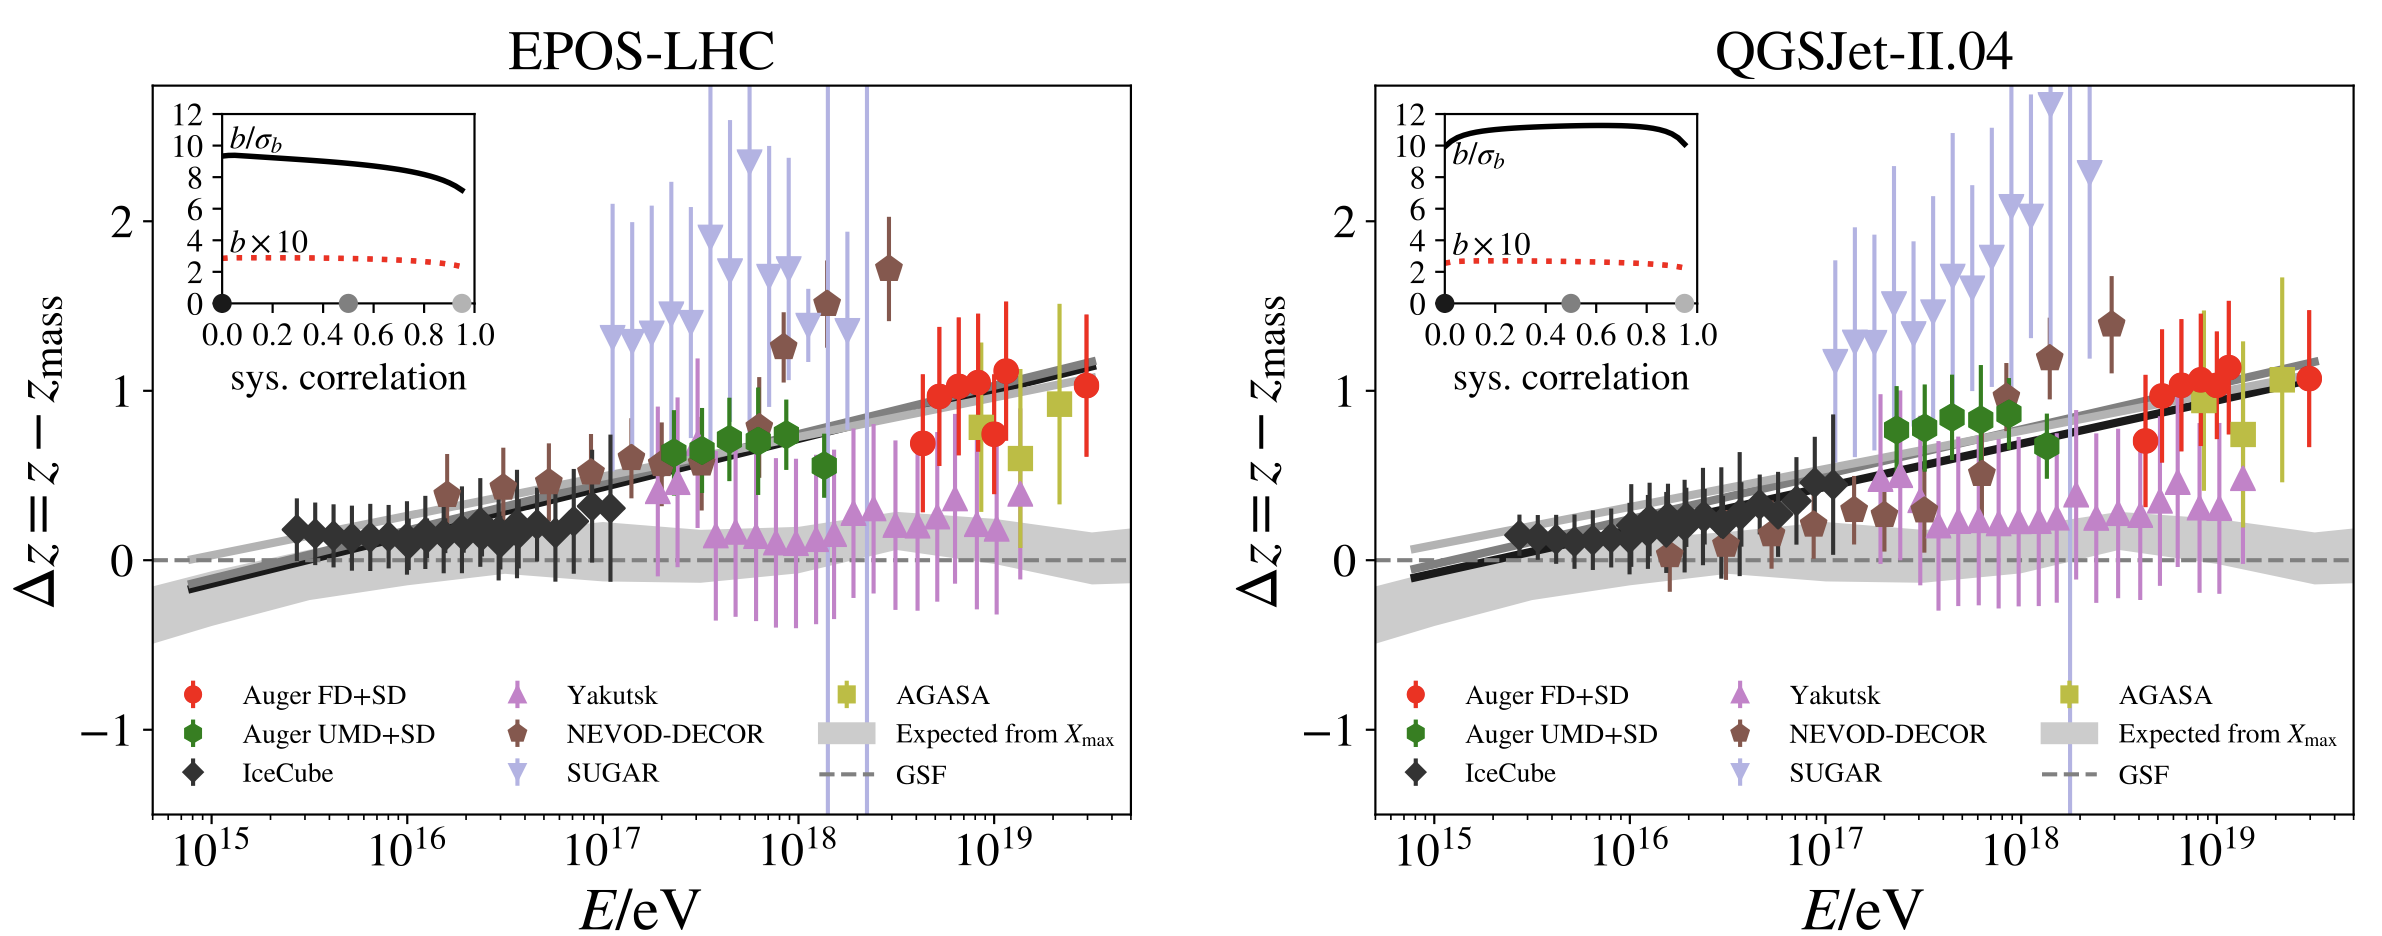 EPOS-LHC
12
10
8
6
4
2
0
b/σ_b
b×10
0.0 0.2 0.4 0.6 0.8 1.0
sys. correlation
2
1
0
−1
Δz ≡ z − z_mass
Auger FD+SD
Auger UMD+SD
IceCube
Yakutsk
NEVOD-DECOR
SUGAR
AGASA
Expected from X_max
GSF
10^15 10^16 10^17 10^18 10^19
E/eV
QGSJet-II.04
12
10
8
6
4
2
0
b/σ_b
b×10
0.0 0.2 0.4 0.6 0.8 1.0
sys. correlation
2
1
0
−1
Δz ≡ z − z_mass
Auger FD+SD
Auger UMD+SD
IceCube
Yakutsk
NEVOD-DECOR
SUGAR
AGASA
Expected from X_max
GSF
10^15 10^16 10^17 10^18 10^19
E/eV